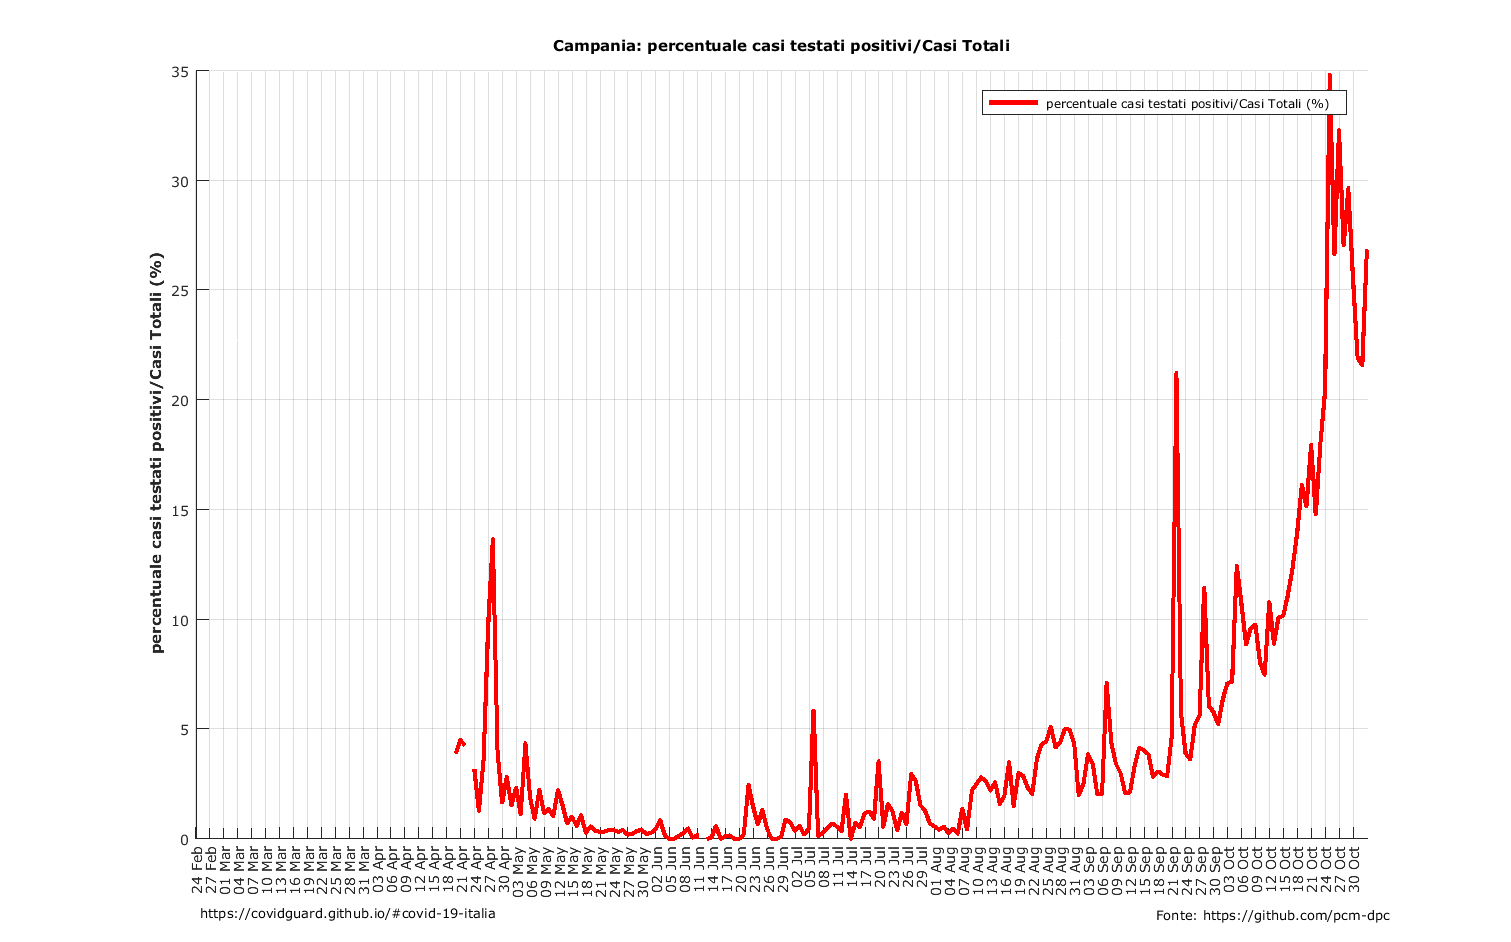 Campania: percentuale casi testati positivi/Casi Totali
percentuale casi testati positivi/Casi Totali (%)
percentuale casi testati positivi/Casi Totali (%)
35
30
25
20
15
10
5
0
24 Feb
27 Feb
01 Mar
04 Mar
07 Mar
10 Mar
13 Mar
16 Mar
19 Mar
22 Mar
25 Mar
28 Mar
31 Mar
03 Apr
06 Apr
09 Apr
12 Apr
15 Apr
18 Apr
21 Apr
24 Apr
27 Apr
30 Apr
03 May
06 May
09 May
12 May
15 May
18 May
21 May
24 May
27 May
30 May
02 Jun
05 Jun
08 Jun
11 Jun
14 Jun
17 Jun
20 Jun
23 Jun
26 Jun
29 Jun
02 Jul
05 Jul
08 Jul
11 Jul
14 Jul
17 Jul
20 Jul
23 Jul
26 Jul
29 Jul
01 Aug
04 Aug
07 Aug
10 Aug
13 Aug
16 Aug
19 Aug
22 Aug
25 Aug
28 Aug
31 Aug
03 Sep
06 Sep
09 Sep
12 Sep
15 Sep
18 Sep
21 Sep
24 Sep
27 Sep
30 Sep
03 Oct
06 Oct
09 Oct
12 Oct
15 Oct
18 Oct
21 Oct
24 Oct
27 Oct
30 Oct
https://covidguard.github.io/#covid-19-italia
Fonte: https://github.com/pcm-dpc